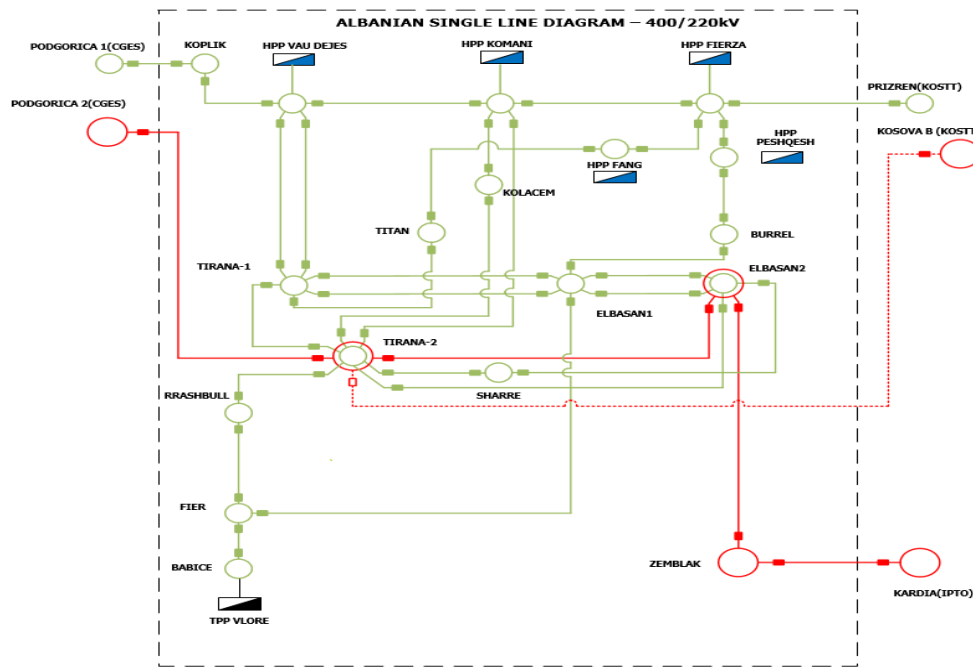 ALBANIAN SINGLE LINE DIAGRAM – 400/220kV
PODGORICA 1(CGES)
KOPLIK
HPP VAU DEJES
HPP KOMANI
HPP FIERZA
PODGORICA 2(CGES)
PRIZREN(KOSTT)
KOSOVA B (KOSTT
HPP
PESHQESH
HPP FANG
KOLACEM
TITAN
BURREL
TIRANA-1
ELBASAN2
ELBASAN1
TIRANA-2
SHARRE
RRASHBULL
FIER
BABICE
TPP VLORE
ZEMBLAK
KARDIA(IPTO)